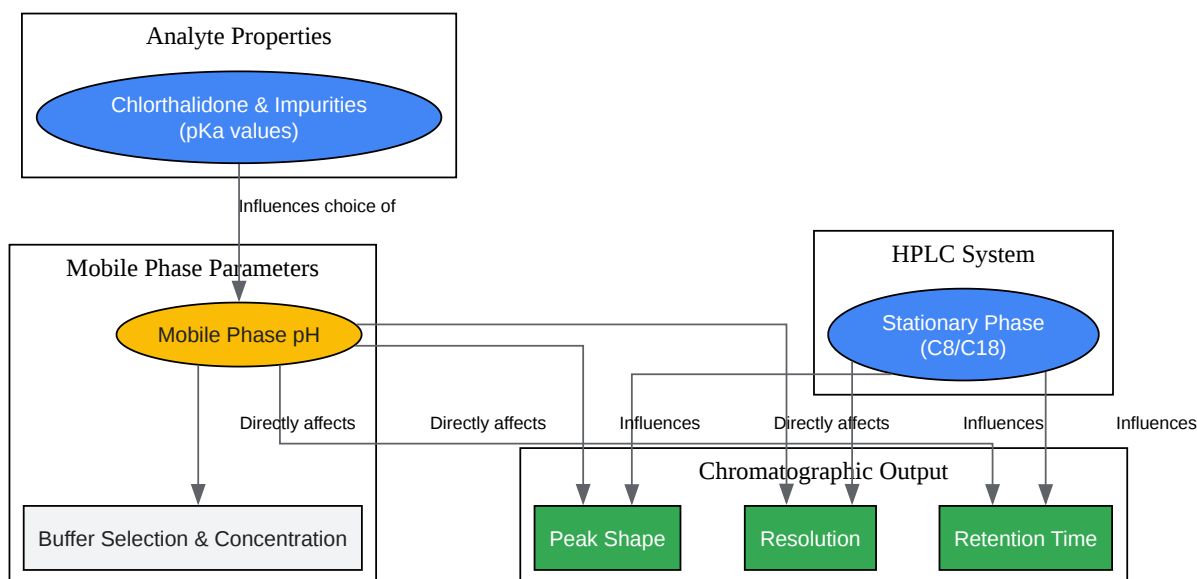 Analyte Properties
Chlorthalidone & Impurities
(pKa values)
Influences choice of
Mobile Phase Parameters
HPLC System
Mobile Phase pH
Stationary Phase
(C8/C18)
Directly affects
Directly affects
Influences
Directly affects
Influences
Influences
Chromatographic Output
Buffer Selection & Concentration
Peak Shape
Resolution
Retention Time